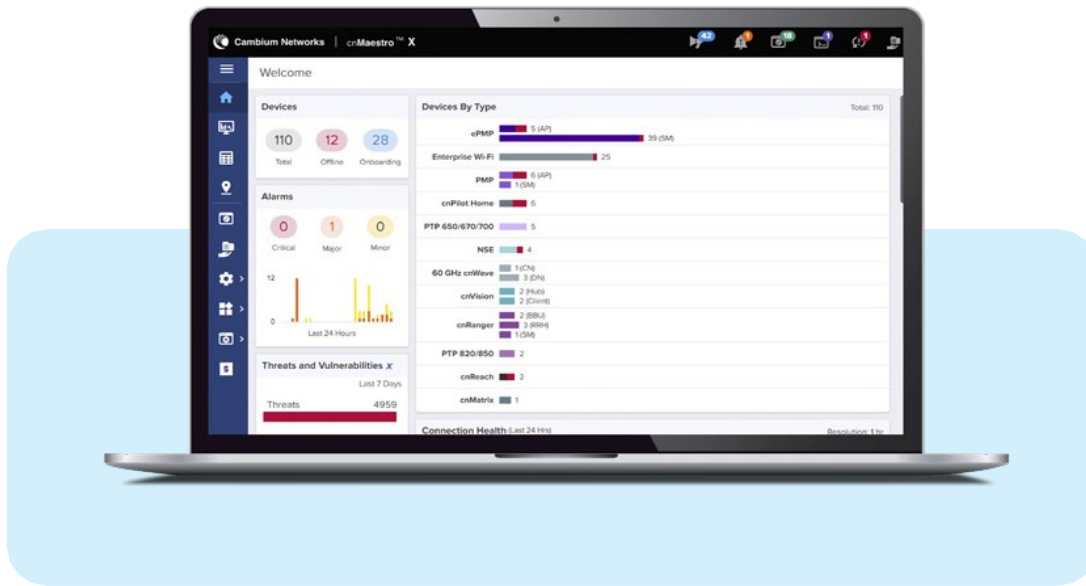 Cambium Networks | cnMaestro™ X
42
1
18
1
1
Welcome
Devices
110
12
28
Total
Offline
Onboarding
Alarms
0
1
0
Critical
Major
Minor
12
0
Last 24 Hours
Threats and Vulnerabilities X
Last 7 Days
Threats 4959
Devices By Type
Total: 110
ePMP
5 (AP)
39 (SM)
Enterprise Wi-Fi
25
PMP
6 (AP)
1 (SM)
cnPilot Home
6
PTP 650/670/700
5
NSE
4
60 GHz cnWave
1 (CN)
3 (DN)
cnVision
2 (Hub)
2 (Client)
cnRanger
2 (BBU)
3 (RRH)
1 (SM)
PTP 820/850
2
cnReach
2
cnMatrix
1
Connection Health (Last 24 Hrs)
Resolution: 1 hr